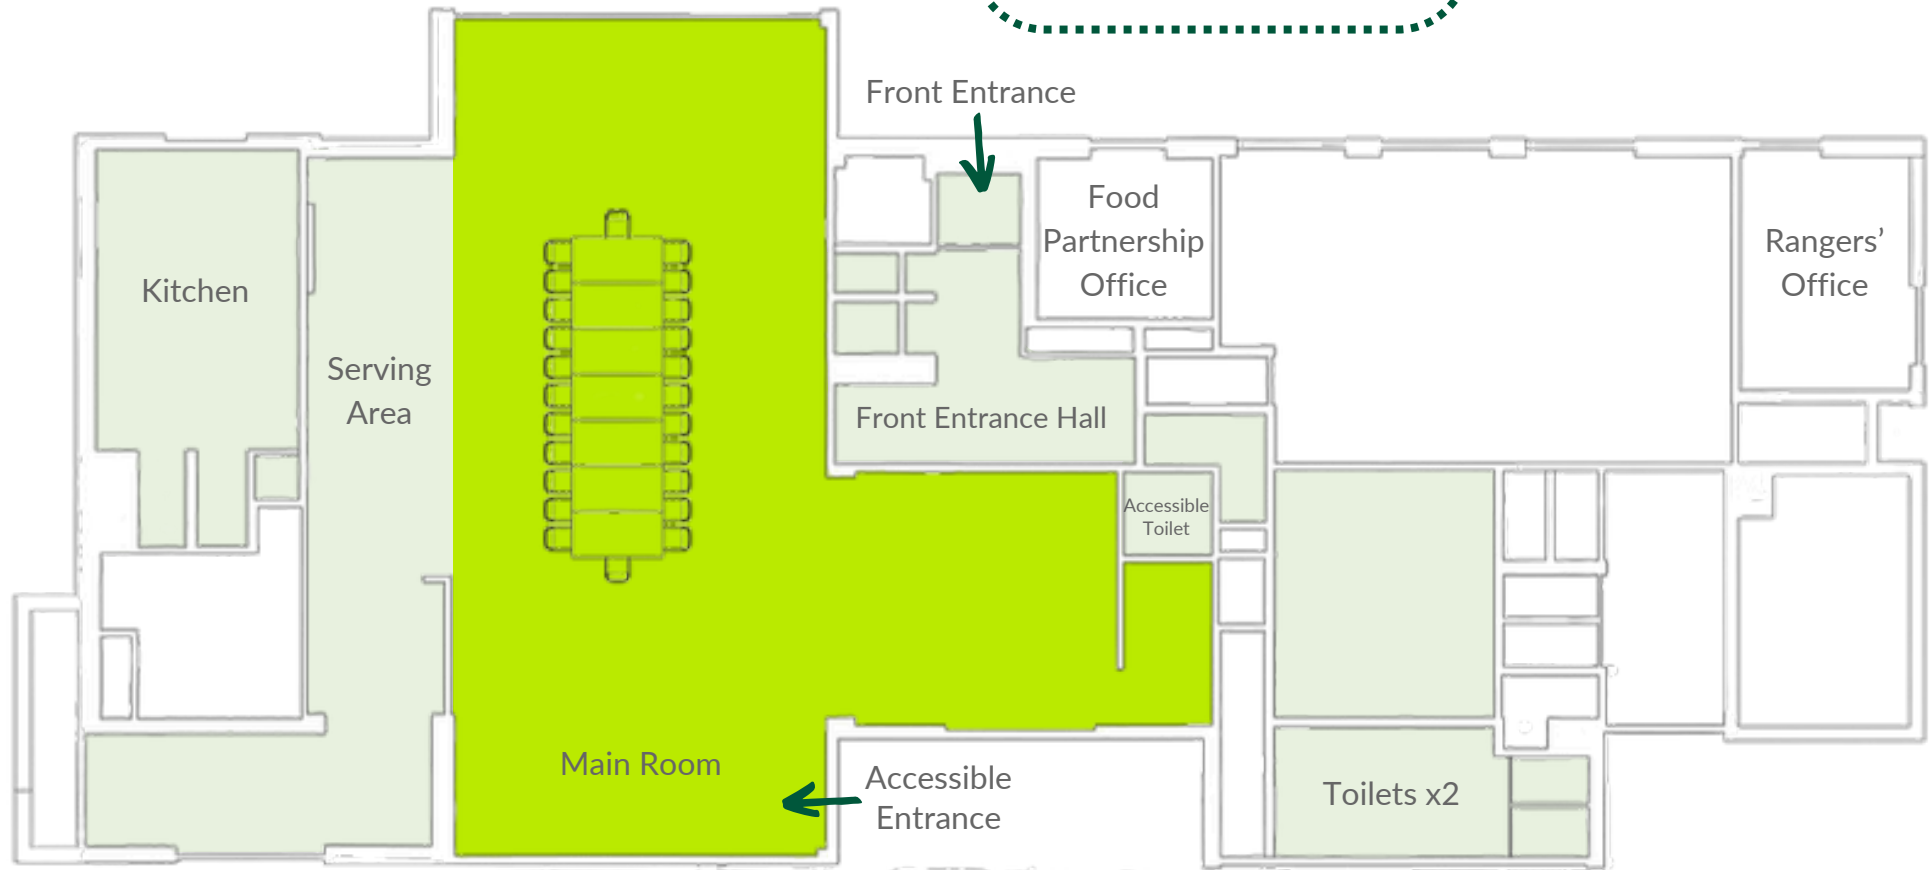 Front Entrance
Food
Partnership
Office
Rangers’
Office
Kitchen
Serving
Area
Front Entrance Hall
Accessible
Toilet
Main Room
Accessible
Entrance
Toilets x2